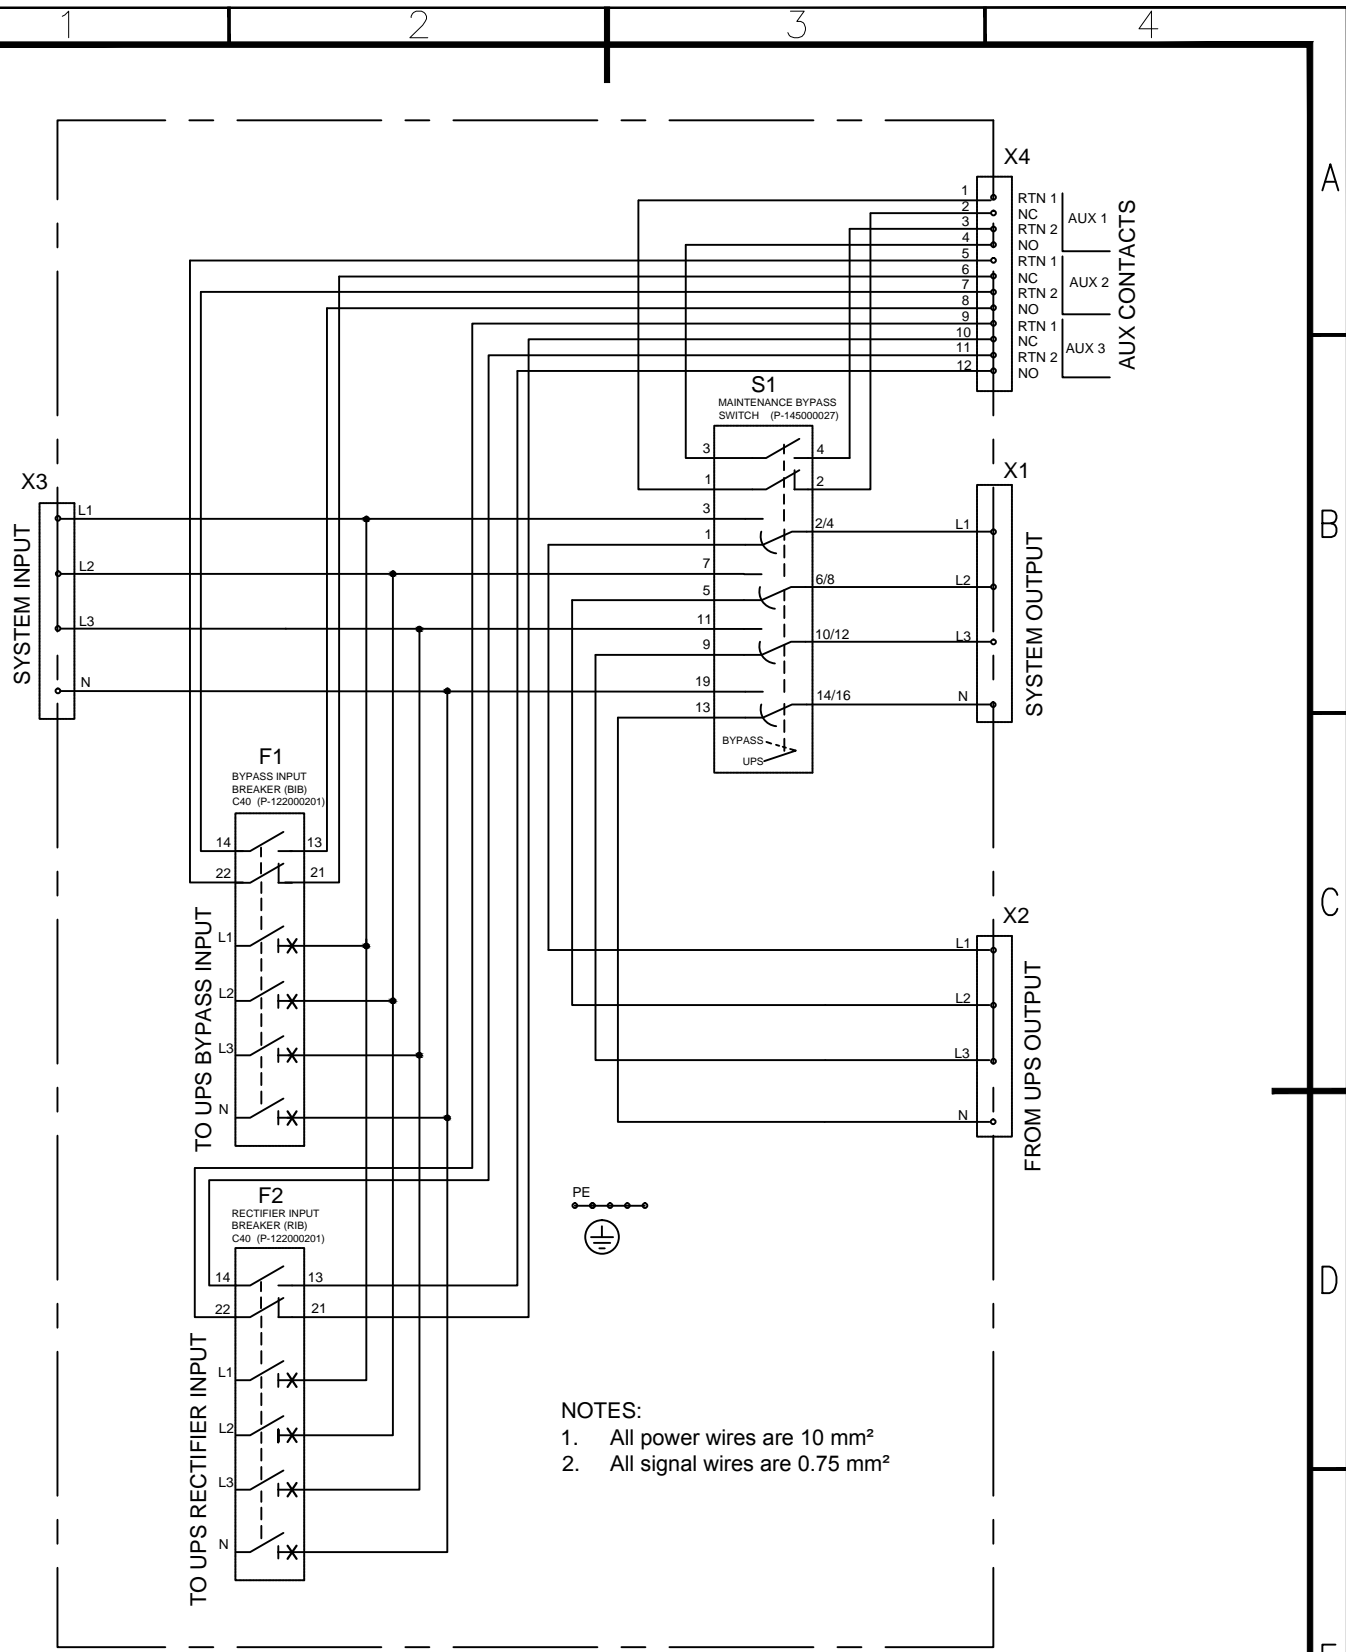 1 2 3 4
A
B
C
D
X4
1 RTN 1
2 NC
3 RTN 2
4 NO
AUX 1
5 RTN 1
6 NC
7 RTN 2
8 NO
AUX 2
9 RTN 1
10 NC
11 RTN 2
12 NO
AUX 3
AUX CONTACTS
S1
MAINTENANCE BYPASS
SWITCH (P-145000027)
3 4
1 2
3
1 2/4
7
5 6/8
11
9 10/12
19
13 14/16
BYPASS
UPS
X3
SYSTEM INPUT
L1
L2
L3
N
X1
L1
L2
L3
N
SYSTEM OUTPUT
F1
BYPASS INPUT
BREAKER (BIB)
C40 (P-122000201)
14 13
22 21
L1
L2
L3
N
TO UPS BYPASS INPUT
X2
L1
L2
L3
N
FROM UPS OUTPUT
PE
F2
RECTIFIER INPUT
BREAKER (RIB)
C40 (P-122000201)
14 13
22 21
L1
L2
L3
N
TO UPS RECTIFIER INPUT
NOTES:
1. All power wires are 10 mm²
2. All signal wires are 0.75 mm²